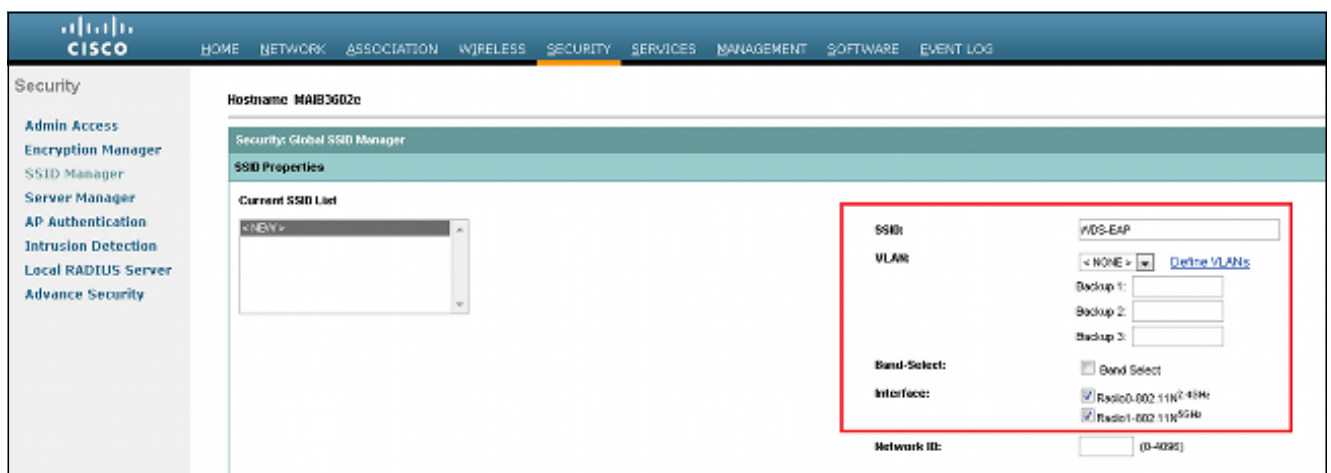 CISCO
HOME NETWORK ASSOCIATION WIRELESS SECURITY SERVICES MANAGEMENT SOFTWARE EVENT LOG
Security
Admin Access
Encryption Manager
SSID Manager
Server Manager
AP Authentication
Intrusion Detection
Local RADIUS Server
Advance Security
Hostname MAIB3602e
Security: Global SSID Manager
SSID Properties
Current SSID List
< NEW >
SSID: WDS-EAP
VLAN: < NONE > Define VLANs
Backup 1:
Backup 2:
Backup 3:
Band-Select: Band Select
Interface: Radio0-802.11N2.4GHz
Radio1-802.11N5GHz
Network ID: (0-4096)